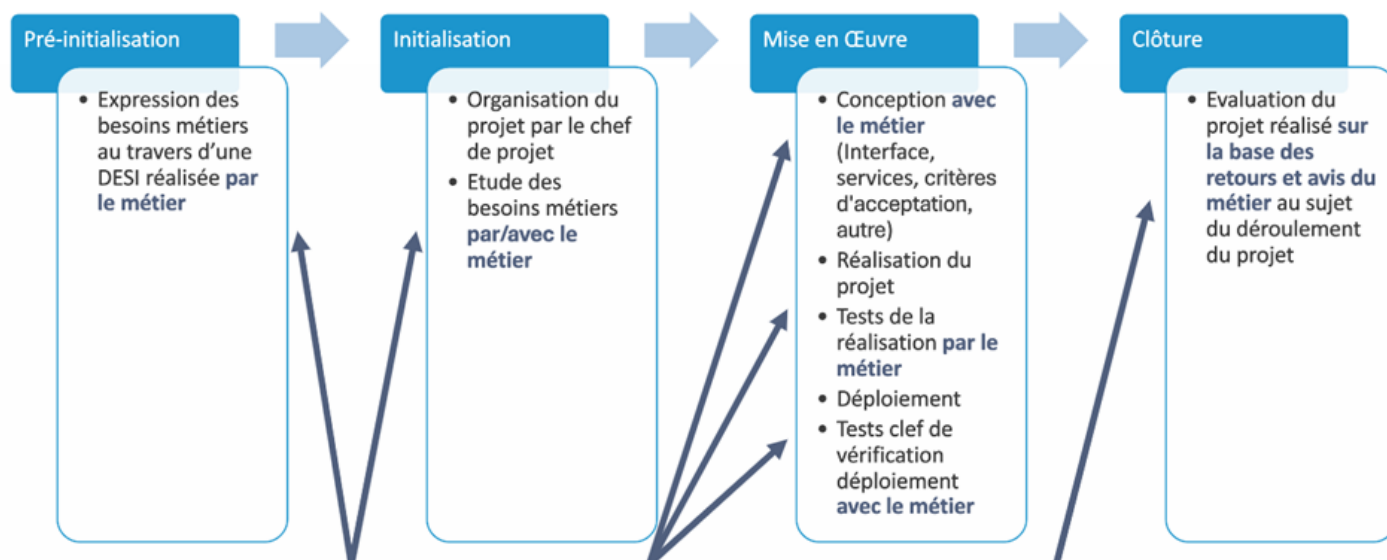 Pré-initialisation
• Expression des
besoins métiers
au travers d’une
DESI réalisée par
le métier
Initialisation
• Organisation du
projet par le chef
de projet
• Etude des
besoins métiers
par/avec le
métier
Mise en Œuvre
• Conception avec
le métier
(Interface,
services, critères
d'acceptation,
autre)
• Réalisation du
projet
• Tests de la
réalisation par le
métier
• Déploiement
• Tests clef de
vérification
déploiement
avec le métier
Clôture
• Evaluation du
projet réalisé sur
la base des
retours et avis du
métier au sujet
du déroulement
du projet